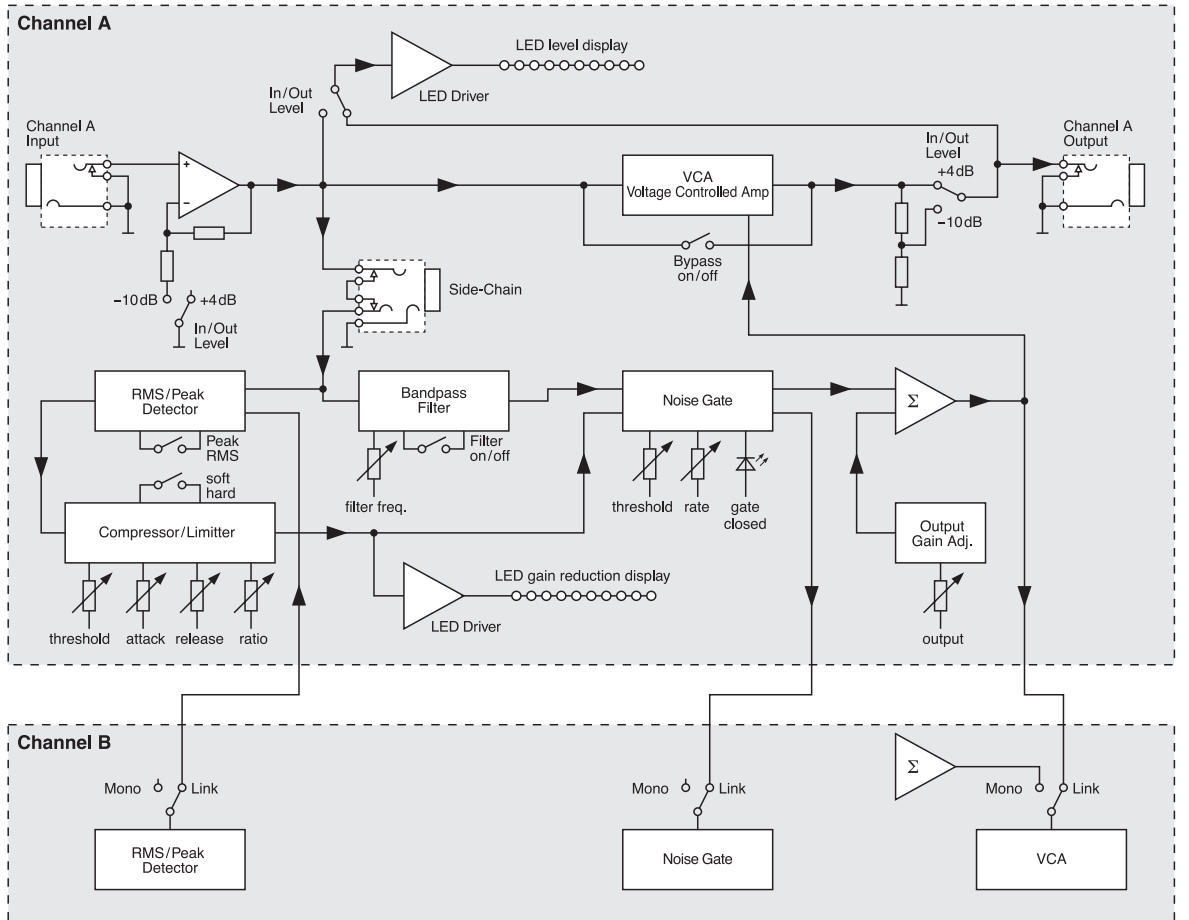 Channel A
LED level display
LED Driver
In/Out
Level
Channel A
Input
+
−
−10dB
+4dB
In/Out
Level
VCA
Voltage Controlled Amp
Bypass
on/off
In/Out
Level
+4dB
−10dB
Channel A
Output
Side-Chain
RMS/Peak
Detector
Peak
RMS
soft
hard
Bandpass
Filter
Filter
on/off
filter freq.
Noise Gate
threshold
rate
gate
closed
Σ
Output
Gain Adj.
output
Compressor/Limitter
threshold
attack
release
ratio
LED gain reduction display
LED Driver
Channel B
Mono
Link
RMS/Peak
Detector
Mono
Link
Noise Gate
Σ
Mono
Link
VCA